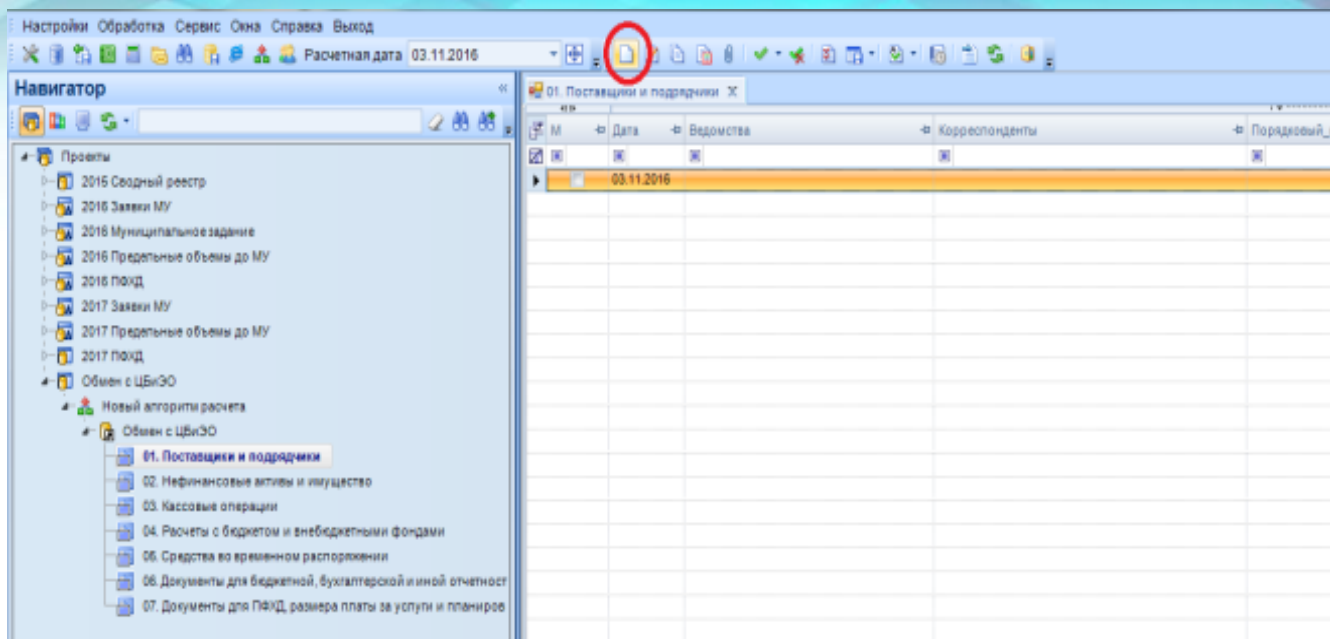 Настройки Обработка Сервис Окна Справка Выход
Расчетная дата 03.11.2016
Навигатор
01. Поставщики и подрядчики X
М Дата Ведомства Корреспонденты Порядковый_
03.11.2016
Проекты
2015 Сводный реестр
2016 Заявки МУ
2016 Муниципальное задание
2016 Предельные объемы до МУ
2016 ПФХД
2017 Заявки МУ
2017 Предельные объемы до МУ
2017 ПФХД
Обмен с ЦБиЭО
Новый алгоритм расчета
Обмен с ЦБиЭО
01. Поставщики и подрядчики
02. Нефинансовые активы и имущество
03. Кассовые операции
04. Расчеты с бюджетом и внебюджетными фондами
05. Средства во временном распоряжении
06. Документы для бюджетной, бухгалтерской и иной отчетност
07. Документы для ПФХД, размера платы за услуги и планиров